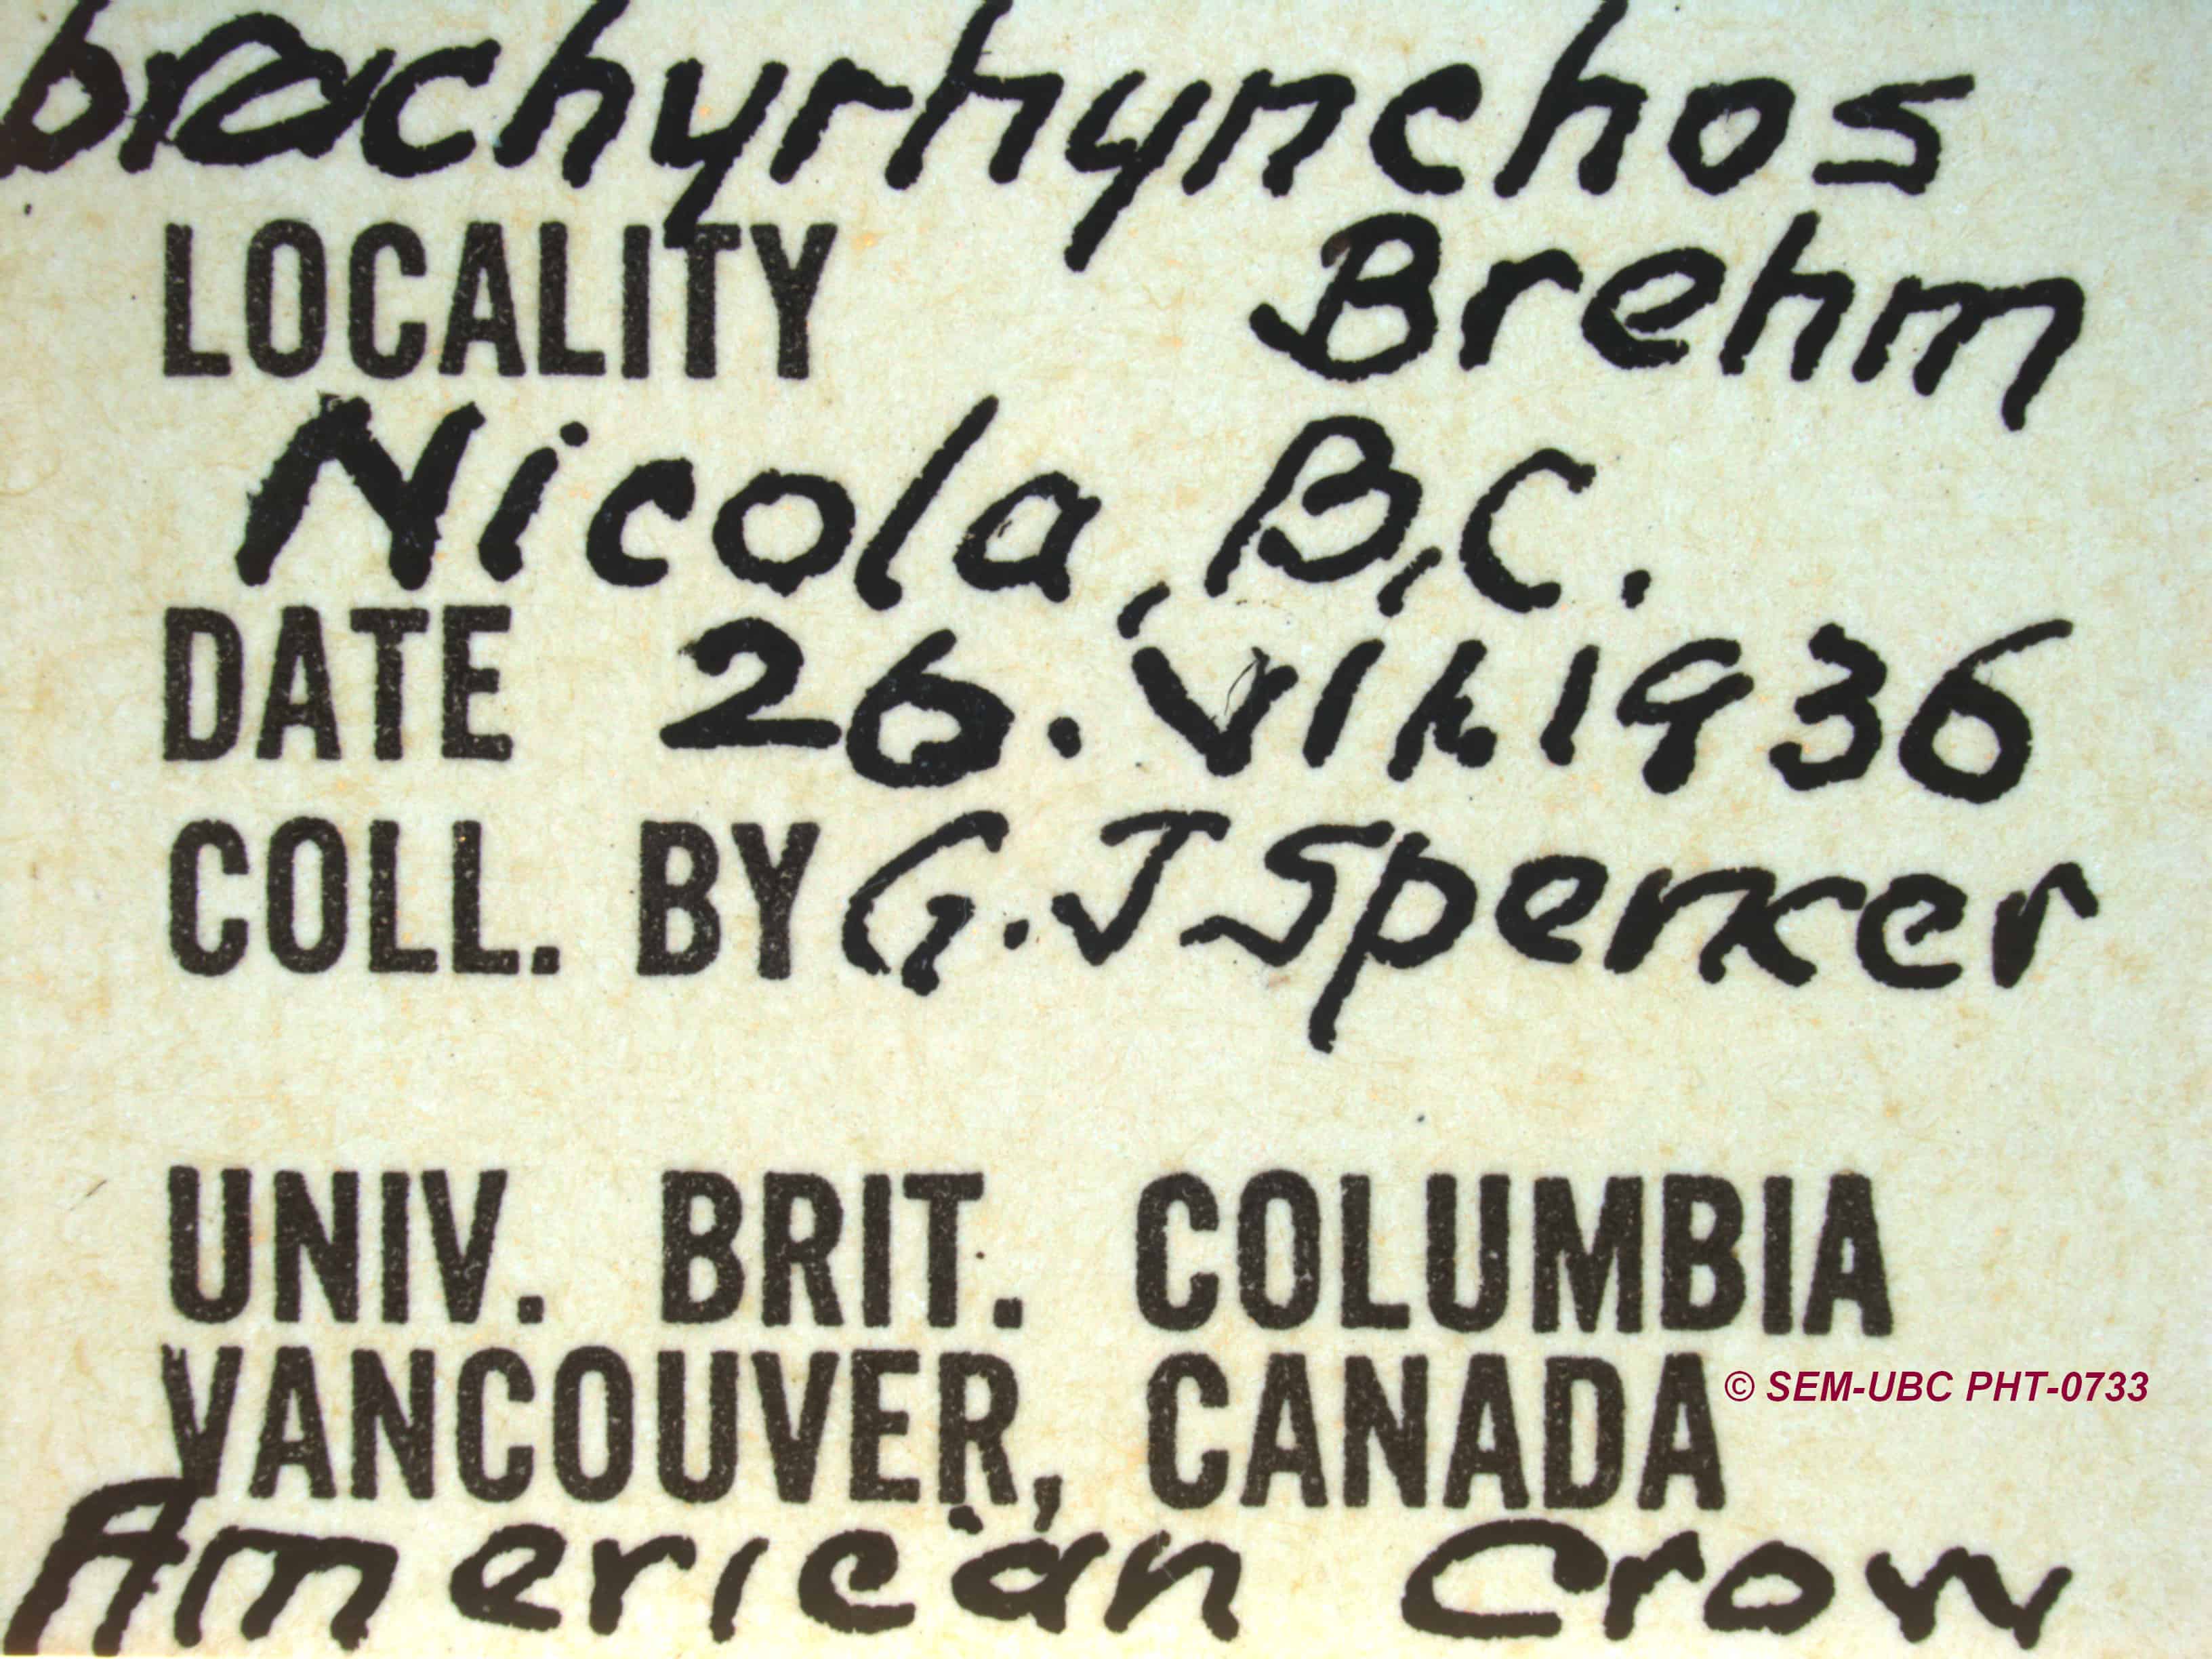 brachyrhynchos
LOCALITY Brehm
Nicola, B.C.
DATE 26. VII.1936
COLL. BY G.J Spencer
UNIV. BRIT. COLUMBIA
VANCOUVER, CANADA
© SEM-UBC PHT-0733
American Crow